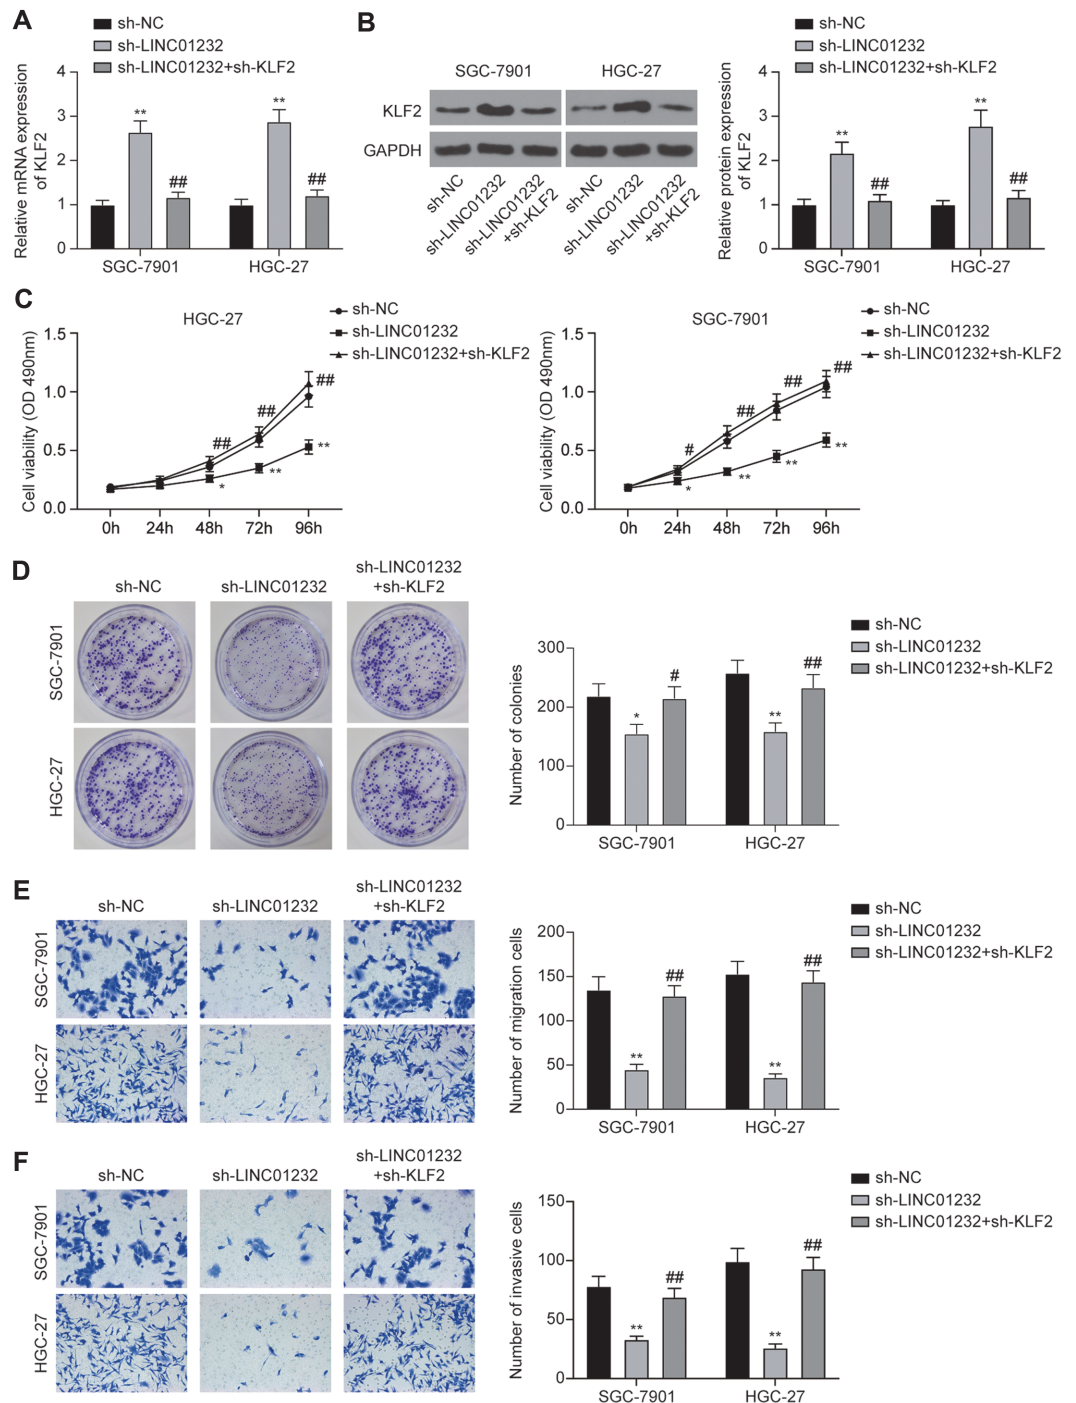 A
sh-NC
sh-LINC01232
sh-LINC01232+sh-KLF2
Relative mRNA expression
of KLF2
4
3
2
1
0
**
##
**
##
SGC-7901
HGC-27
B
SGC-7901
HGC-27
KLF2
GAPDH
sh-NC
sh-LINC01232
sh-LINC01232
+sh-KLF2
sh-NC
sh-LINC01232
sh-LINC01232
+sh-KLF2
sh-NC
sh-LINC01232
sh-LINC01232+sh-KLF2
Relative protein expression
of KLF2
4
3
2
1
0
**
##
**
##
SGC-7901
HGC-27
C
HGC-27
sh-NC
sh-LINC01232
sh-LINC01232+sh-KLF2
Cell viability (OD 490nm)
1.5
1.0
0.5
0.0
##
##
##
*
**
**
0h 24h 48h 72h 96h
SGC-7901
sh-NC
sh-LINC01232
sh-LINC01232+sh-KLF2
Cell viability (OD 490nm)
1.5
1.0
0.5
0.0
#
##
##
##
*
**
**
**
0h 24h 48h 72h 96h
D
sh-NC
sh-LINC01232
sh-LINC01232
+sh-KLF2
SGC-7901
HGC-27
sh-NC
sh-LINC01232
sh-LINC01232+sh-KLF2
Number of colonies
300
200
100
0
*
#
**
##
SGC-7901
HGC-27
E
sh-NC
sh-LINC01232
sh-LINC01232
+sh-KLF2
SGC-7901
HGC-27
sh-NC
sh-LINC01232
sh-LINC01232+sh-KLF2
Number of migration cells
200
150
100
50
0
**
##
**
##
SGC-7901
HGC-27
F
sh-NC
sh-LINC01232
sh-LINC01232
+sh-KLF2
SGC-7901
HGC-27
sh-NC
sh-LINC01232
sh-LINC01232+sh-KLF2
Number of invasive cells
150
100
50
0
**
##
**
##
SGC-7901
HGC-27